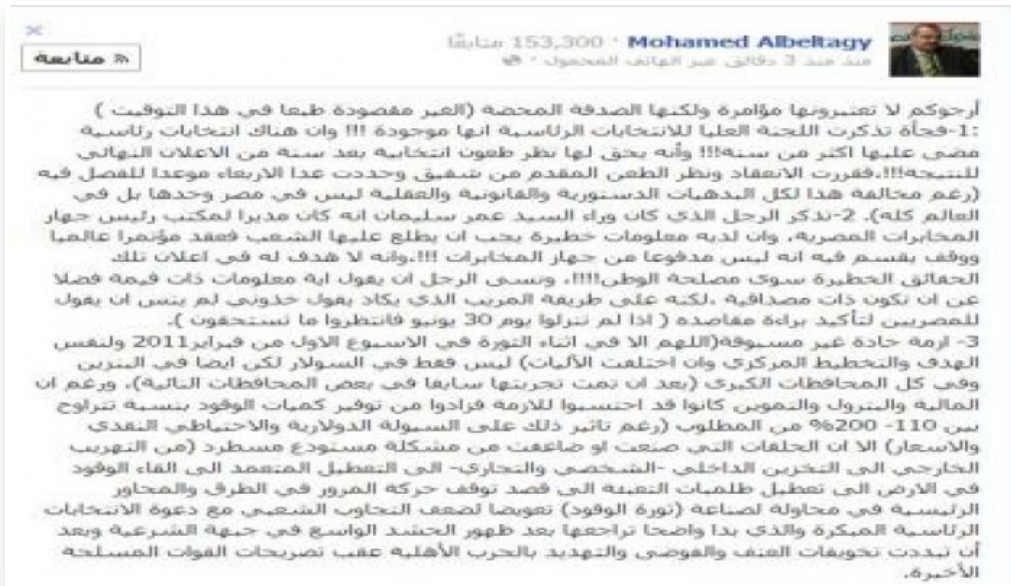 Mohamed Albeltagy · 153,300 متابعًا
منذ منذ 3 دقائق عبر الهاتف المحمول ·
متابعة
أرجوكم لا تعتبرونها مؤامرة ولكنها الصدفة المحضة (الغير مقصودة طبعا في هذا التوقيت )
:1-فجأة تذكرت اللجنة العليا للانتخابات الرئاسية انها موجودة !!! وان هناك انتخابات رئاسية
مضى عليها اكثر من سنة!!! وأنه يحق لها نظر طعون انتخابية بعد سنة من الاعلان النهائي
للنتيجة!!!،فقررت الانعقاد ونظر الطعن المقدم من شفيق وحددت غدا الاربعاء موعدا للفصل فيه
(رغم مخالفة هذا لكل البدهيات الدستورية والقانونية والعقلية ليس في مصر وحدها بل في
العالم كله). 2-تذكر الرجل الذي كان وراء السيد عمر سليمان انه كان مديرا لمكتب رئيس جهار
المخابرات المصرية، وان لديه معلومات خطيرة يجب ان يطلع عليها الشعب فعقد مؤتمرا عالميا
ووقف يقسم فيه انه ليس مدفوعا من جهاز المخابرات !!!،وانه لا هدف له في اعلان تلك
الحقائق الخطيرة سوى مصلحة الوطن!!!!، ونسى الرجل ان يقول اية معلومات ذات قيمة فضلا
عن ان تكون ذات مصداقية ،لكنه على طريقة المريب الذي يكاد يقول خذوني لم ينس ان يقول
للمصريين لتأكيد براءة مقاصده ( اذا لم تنزلوا يوم 30 يونيو فانتظروا ما تستحقون ).
3- ازمة حادة غير مسبوقة(اللهم الا في اثناء الثورة في الاسبوع الاول من فبراير2011 ولنفس
الهدف والتخطيط المركزي وان اختلفت الأليات) ليس فقط في السولار لكن ايضا في البنزين
وفي كل المحافظات الكبرى (بعد ان تمت تجربتها سابقا في بعض المحافظات النائية)، ورغم ان
المالية والبترول والتموين كانوا قد احتسبوا للازمة فزادوا من توفير كميات الوقود بنسبة تتراوح
بين 110- 200% من المطلوب (رغم تاثير ذلك على السيولة الدولارية والاحتياطي النقدي
والاسعار) الا ان الحلقات التي صنعت او ضاعفت من مشكلة مستودع مسطرد (من التهريب
الخارجي الى التخزين الداخلي -الشخصي والتجاري- الى التعطيل المتعمد الى القاء الوقود
في الارض الى تعطيل طلمبات التعبئة الى قصد توقف حركة المرور في الطرق والمحاور
الرئيسية في محاولة لصناعة (ثورة الوقود) تعويضا لضعف التجاوب الشعبي مع دعوة الانتخابات
الرئاسية المبكرة والذي بدا واضحا تراجعها بعد ظهور الحشد الواسع في جبهة الشرعية وبعد
أن تبددت تخويفات العنف والفوضى والتهديد بالحرب الأهلية عقب تصريحات القوات المسلحة
الأخيرة.